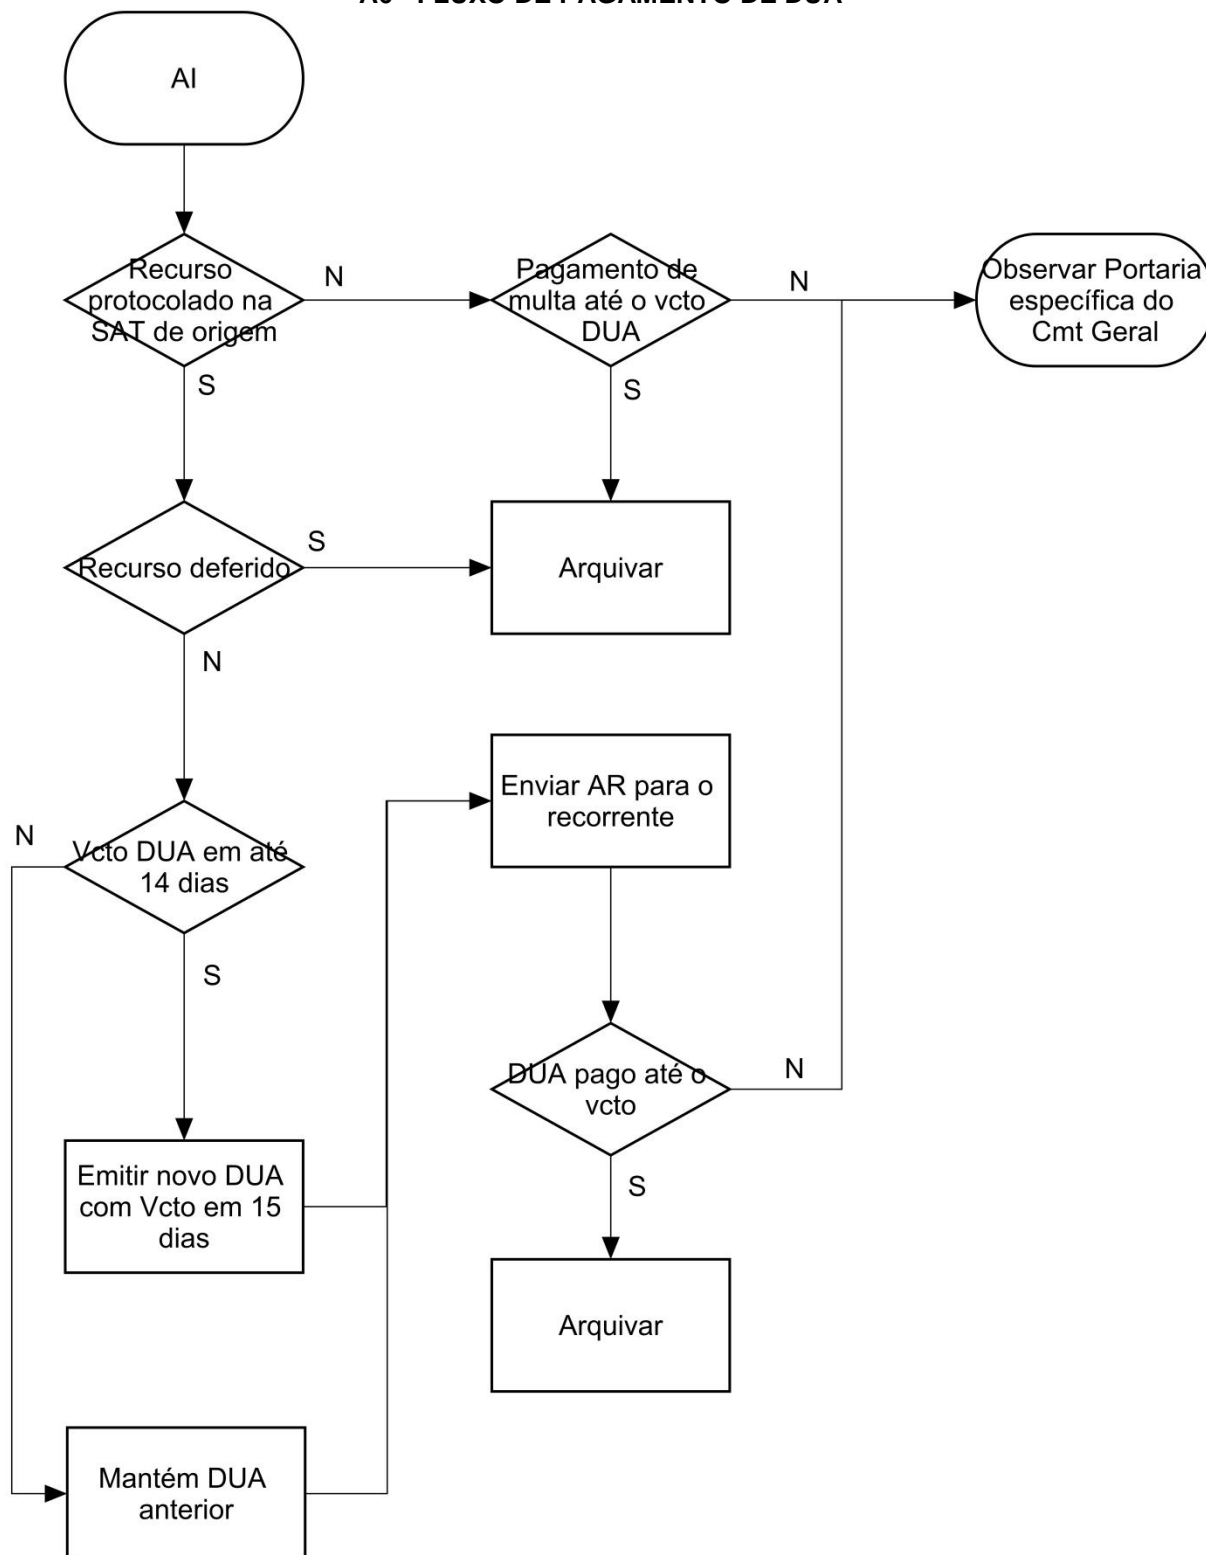 AI
Recurso
protocolado na
SAT de origem
N
Pagamento de
multa até o vcto
DUA
N
Observar Portaria
específica do
Cmt Geral
S
S
Recurso deferido
S
Arquivar
N
Enviar AR para o
recorrente
N
Vcto DUA em até
14 dias
S
DUA pago até o
vcto
N
Emitir novo DUA
com Vcto em 15
dias
S
Arquivar
Mantém DUA
anterior